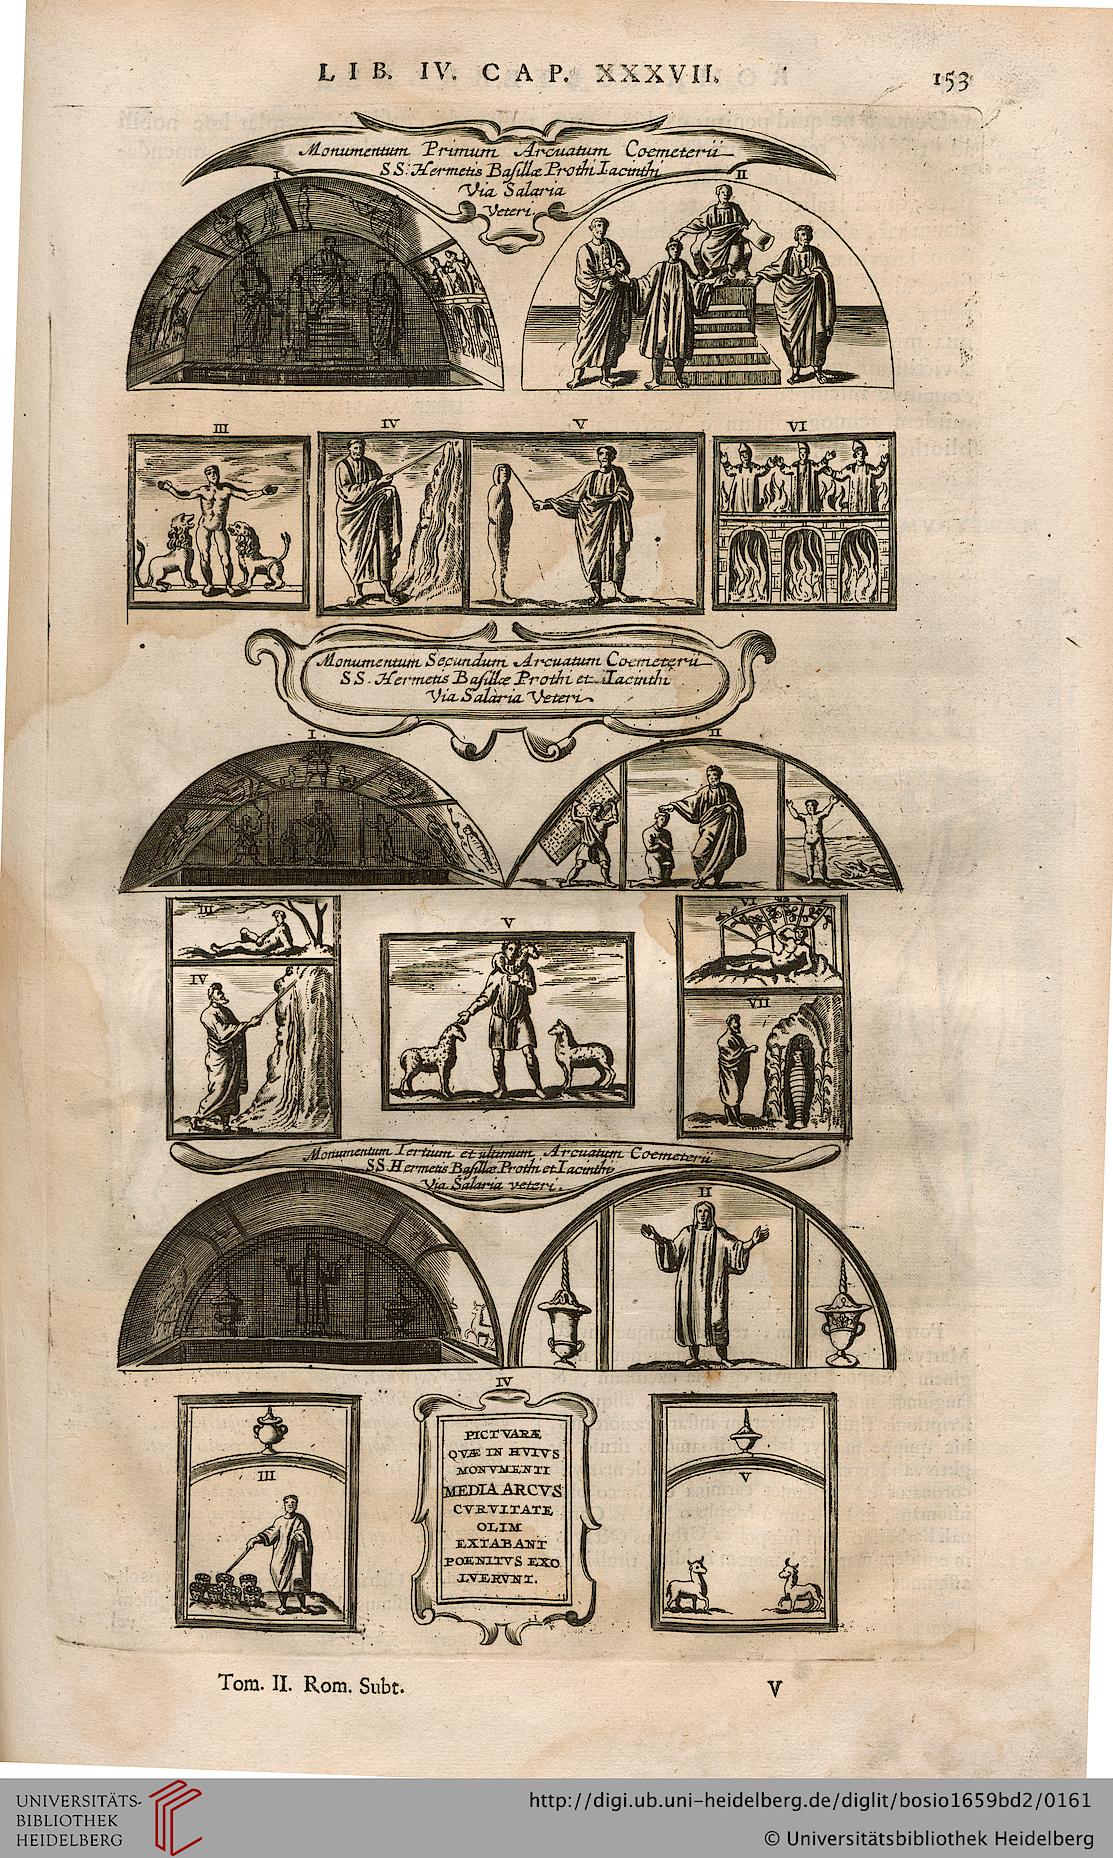 LIB. IV. CAP. XXXVII.
153
Monumentum Primum Arcuatum Coemeterii
SS. Hermetis Basillæ Prothi Iacinthi
Via Salaria
Veteri.
I
II
III
IV
V
VI
Monumentum Secundum Arcuatum Coemeterii
SS. Hermetis Basillæ Prothi et Iacinthi
Via Salaria Veteri
I
II
III
IV
V
VI
VII
Monumentum Tertium et ultimum Arcuatum Coemeterii
SS Hermetis Basillæ Prothi et Iacinthi
Via Salaria veteri.
I
II
III
IV
PICTVARÆ
QVÆ IN HVIVS
MONVMENTI
MEDIA ARCVS
CVRVITATE
OLIM
EXTABANT
POENITVS EXO
LVERVNT.
V
Tom. II. Rom. Subt.
V
UNIVERSITÄTS-
BIBLIOTHEK
HEIDELBERG
http://digi.ub.uni-heidelberg.de/diglit/bosio1659bd2/0161
© Universitätsbibliothek Heidelberg